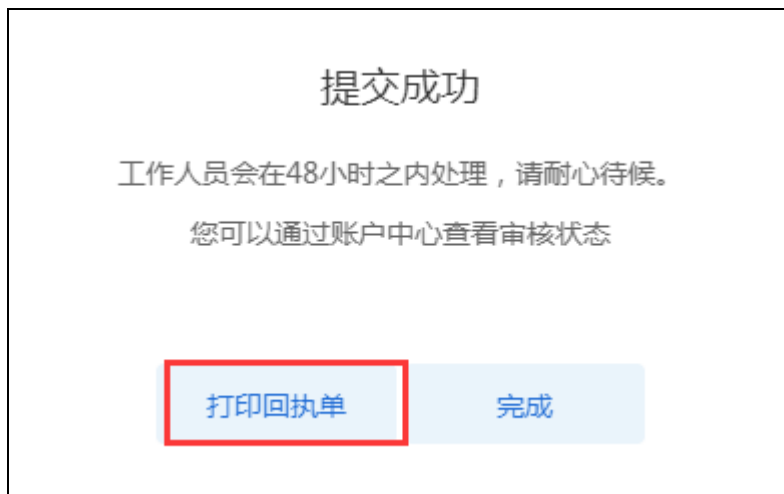 提交成功
工作人员会在48小时之内处理，请耐心待候。
您可以通过账户中心查看审核状态
打印回执单
完成